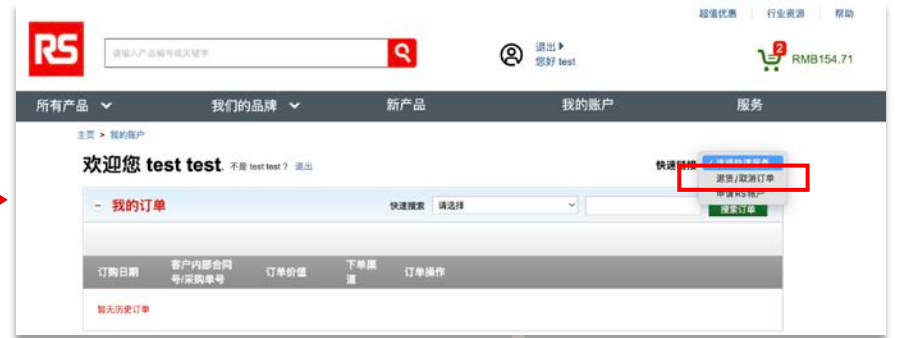 超值优惠 行业资源 帮助
RS
请输入产品编号或关键字
退出
您好 test
2
RMB154.71
所有产品 我们的品牌 新产品 我的账户 服务
主页 > 我的账户
欢迎您 test test. 不是 test test ? 退出
快速链接
退货/取消订单
申请RS账户
我的订单
快速搜索 请选择
搜索订单
订购日期 客户内部合同号/采购单号 订单价值 下单渠道 订单操作
暂无历史订单